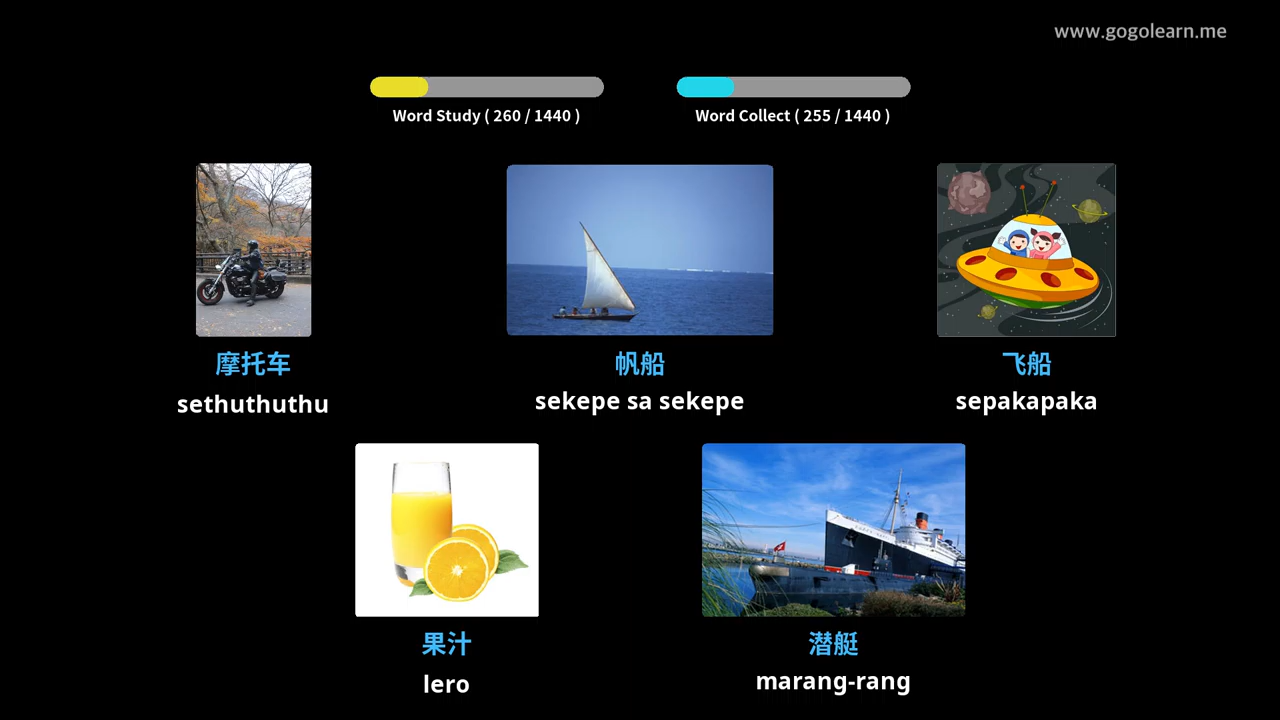 www.gogolearn.me
Word Study ( 260 / 1440 )
Word Collect ( 255 / 1440 )
摩托车
帆船
飞船
sethuthuthu
sekepe sa sekepe
sepakapaka
果汁
潜艇
lero
marang-rang